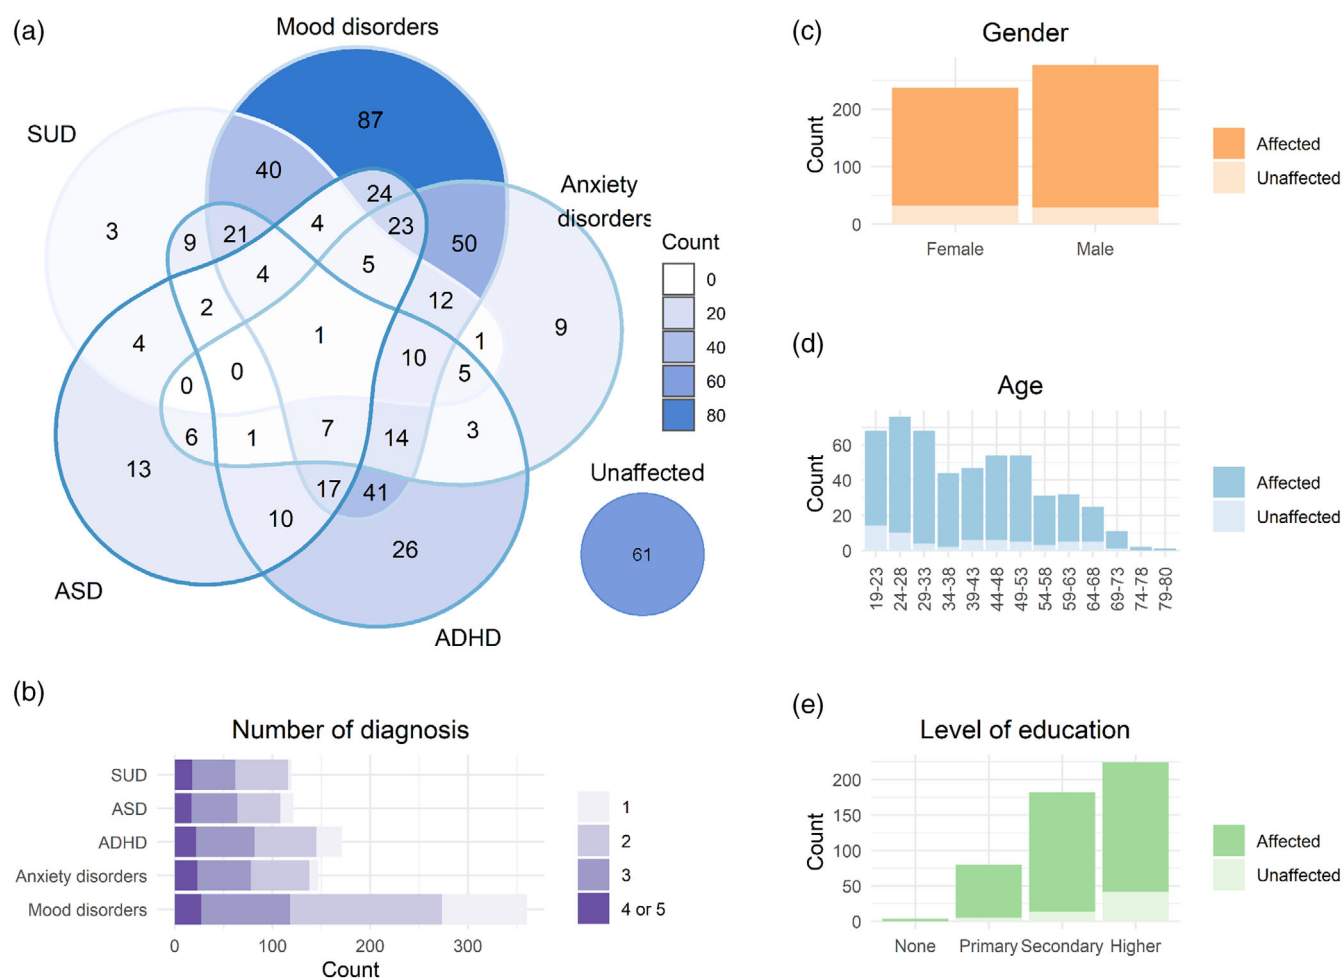 (a)
Mood disorders
SUD
87
40
Anxiety
disorders
24
4
23
3
9
21
50
5
4
2
12
1
9
1
4
10
5
0
0
7
3
6
1
14
13
17
41
10
26
ASD
ADHD
Count
0
20
40
60
80
Unaffected
61
(b)
Number of diagnosis
SUD
ASD
ADHD
Anxiety disorders
Mood disorders
0 100 200 300
Count
1
2
3
4 or 5
(c)
Gender
Count
200
100
0
Female Male
Affected
Unaffected
(d)
Age
Count
60
40
20
0
19-23
24-28
29-33
34-38
39-43
44-48
49-53
54-58
59-63
64-68
69-73
74-78
79-80
Affected
Unaffected
(e)
Level of education
Count
200
150
100
50
0
None Primary Secondary Higher
Affected
Unaffected